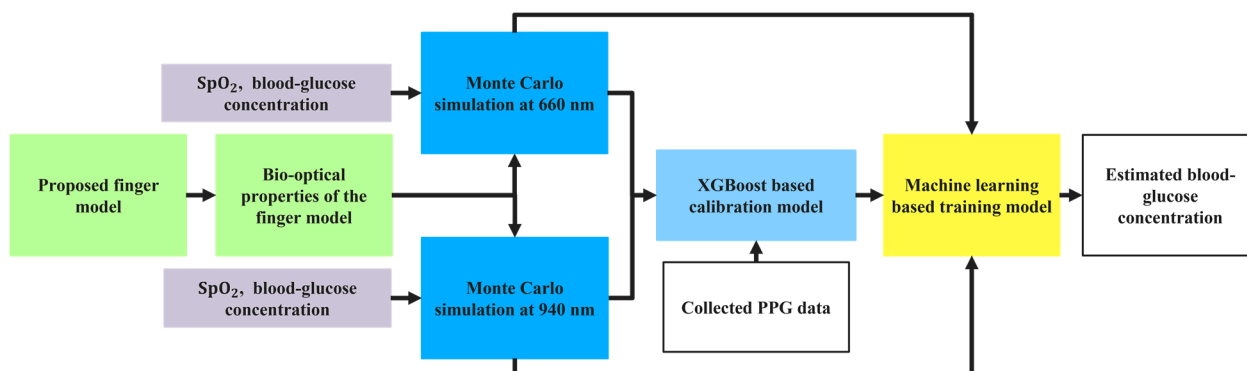 SpO₂, blood-glucose
concentration
Monte Carlo
simulation at 660 nm
Proposed finger
model
Bio-optical
properties of the
finger model
XGBoost based
calibration model
Machine learning
based training model
Estimated blood-
glucose
concentration
SpO₂, blood-glucose
concentration
Monte Carlo
simulation at 940 nm
Collected PPG data